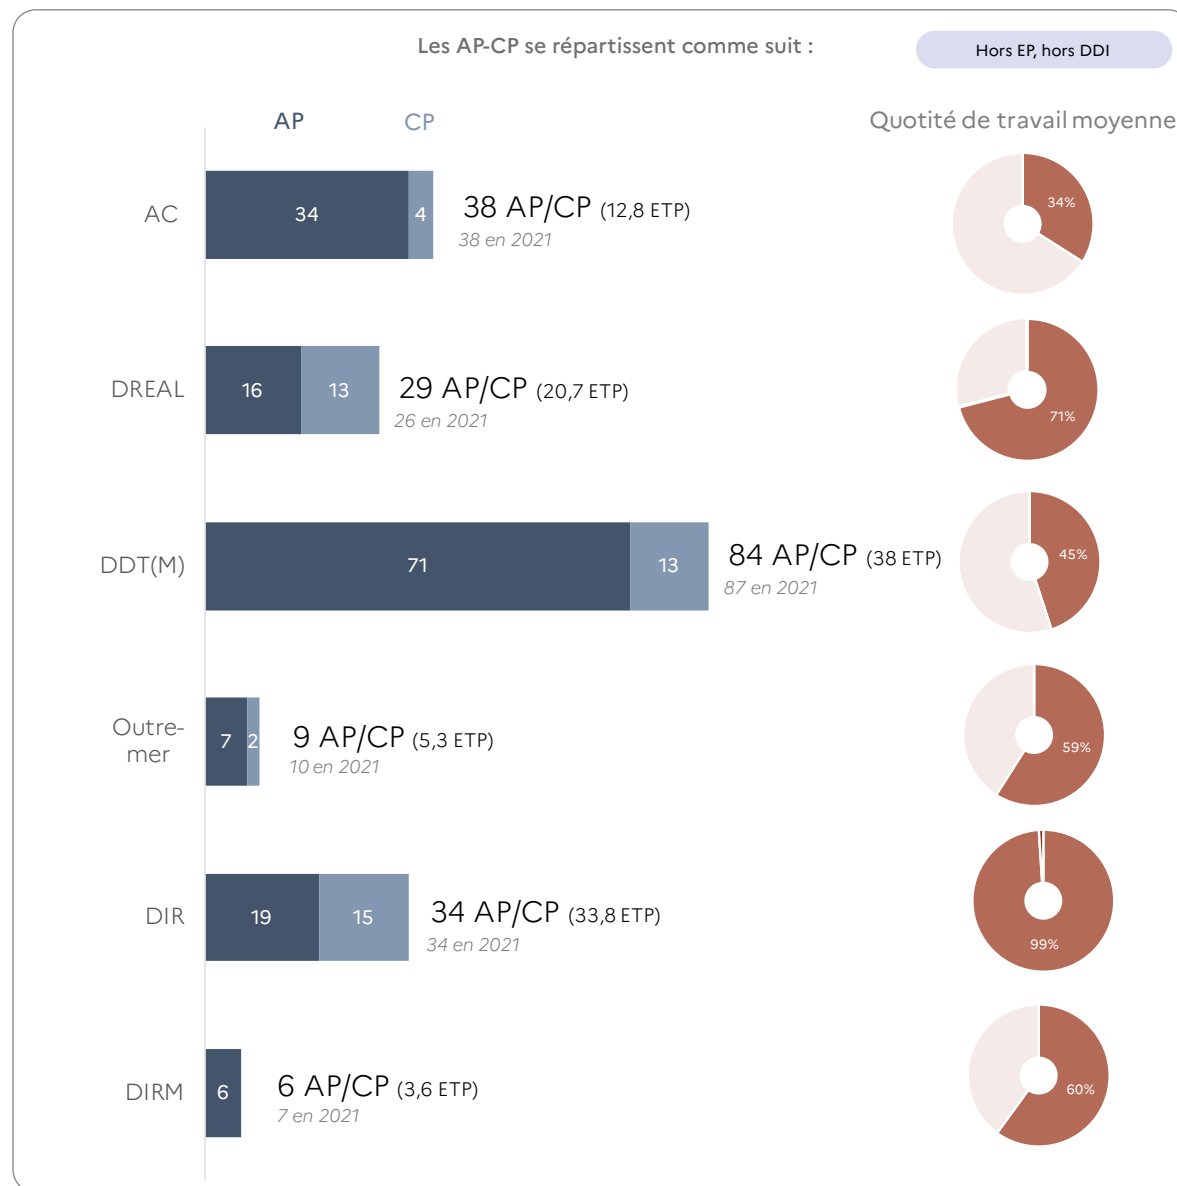 Les AP-CP se répartissent comme suit :
Hors EP, hors DDI
AP
CP
Quotité de travail moyenne
AC
34
4
38 AP/CP (12,8 ETP)
38 en 2021
34%
DREAL
16
13
29 AP/CP (20,7 ETP)
26 en 2021
71%
DDT(M)
71
13
84 AP/CP (38 ETP)
87 en 2021
45%
Outre-
mer
7
2
9 AP/CP (5,3 ETP)
10 en 2021
59%
DIR
19
15
34 AP/CP (33,8 ETP)
34 en 2021
99%
DIRM
6
6 AP/CP (3,6 ETP)
7 en 2021
60%